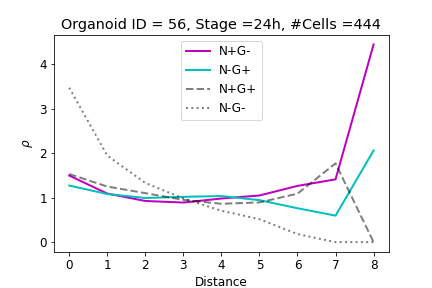 Organoid ID = 56, Stage =24h, #Cells =444
N+G-
N-G+
N+G+
N-G-
4
3
2
1
0
ρ
0 1 2 3 4 5 6 7 8
Distance